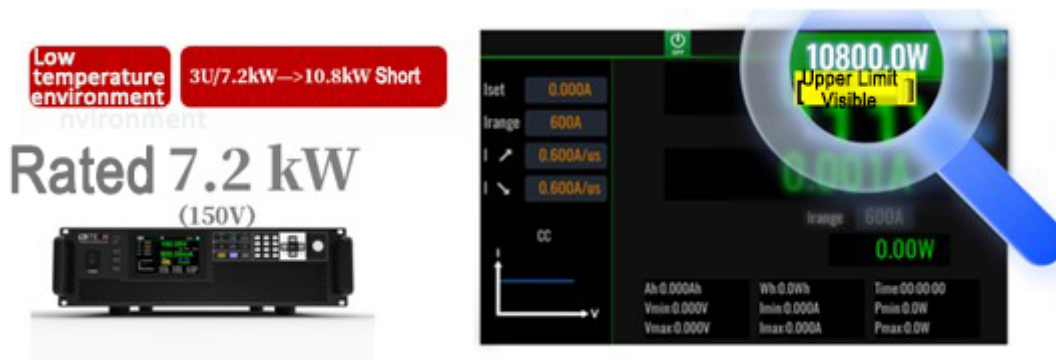 Low
temperature
environment
3U/7.2kW—>10.8kW Short
nvironment
Rated 7.2 kW
(150V)
OFF
10800.0W
[Upper Limit
Visible]
Iset 0.000A
Irange 600A
I 0.600A/us
I 0.600A/us
CC
I
V
0.001A
Irange 600A
0.00W
Ah:0.000Ah Wh:0.0Wh Time:00:00:00
Vmin:0.000V Imin:0.000A Pmin:0.0W
Vmax:0.000V Imax:0.000A Pmax:0.0W